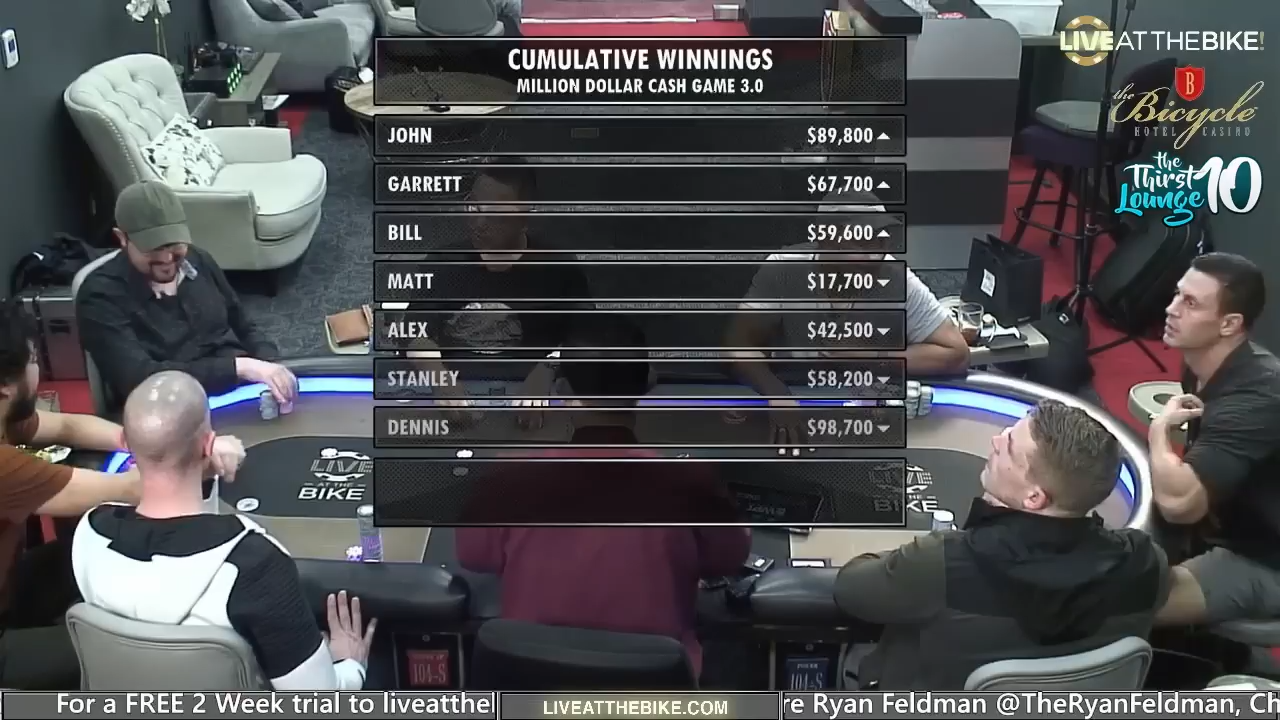 LIVEATTHEBIKE!
CUMULATIVE WINNINGS
MILLION DOLLAR CASH GAME 3.0
B
the
Bicycle
HOTEL CASINO
the
Thirst
Lounge 10
JOHN $89,800
GARRETT $67,700
BILL $59,600
MATT $17,700
ALEX $42,500
STANLEY $58,200
DENNIS $98,700
LIVE
AT THE
BIKE
LIVE
AT THE
BIKE
104-S
104-S
For a FREE 2 Week trial to liveatthel
LIVEATTHEBIKE.COM
re Ryan Feldman @TheRyanFeldman, Ch